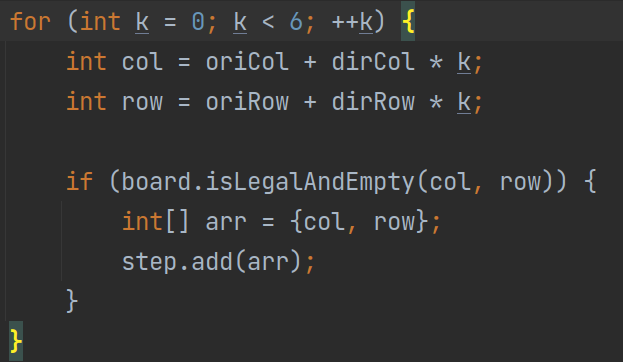 for (int k = 0; k < 6; ++k) {
    int col = oriCol + dirCol * k;
    int row = oriRow + dirRow * k;

    if (board.isLegalAndEmpty(col, row)) {
        int[] arr = {col, row};
        step.add(arr);
    }
}